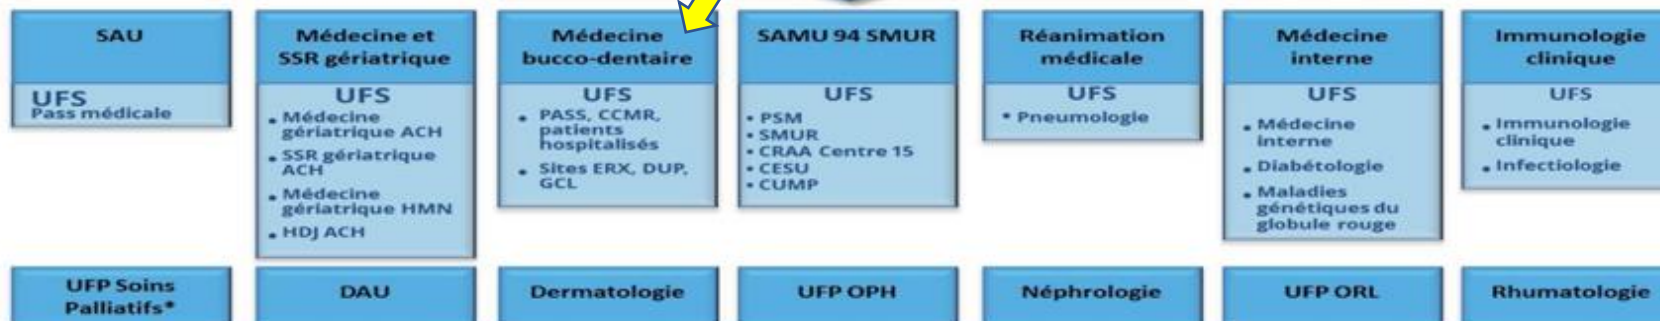 SAU
UFS
Pass médicale
Médecine et
SSR gériatrique
UFS
• Médecine
gériatrique ACH
• SSR gériatrique
ACH
• Médecine
gériatrique HMN
• HDJ ACH
Médecine
bucco-dentaire
UFS
• PASS, CCMR,
patients
hospitalisés
• Sites ERX, DUP,
GCL
SAMU 94 SMUR
UFS
• PSM
• SMUR
• CRAA Centre 15
• CESU
• CUMP
Réanimation
médicale
UFS
* Pneumologie
Médecine
interne
UFS
• Médecine
interne
• Diabétologie
• Maladies
génétiques du
globule rouge
Immunologie
clinique
UFS
• Immunologie
clinique
• Infectiologie
UFP Soins
Palliatifs*
DAU
Dermatologie
UFP OPH
Néphrologie
UFP ORL
Rhumatologie